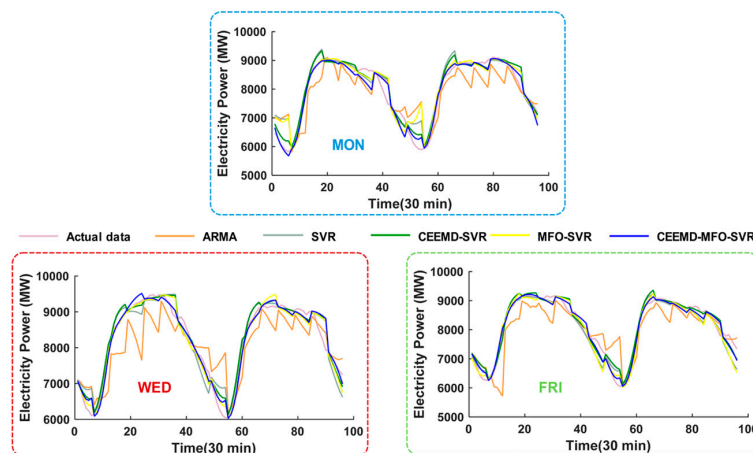 Electricity Power (MW)
10000
9000
8000
7000
6000
5000
4000
MON
0 20 40 60 80 100
Time(30 min)
Actual data ARMA SVR CEEMD-SVR MFO-SVR CEEMD-MFO-SVR
Electricity Power (MW)
10000
9000
8000
7000
6000
WED
0 20 40 60 80 100
Time(30 min)
Electricity Power (MW)
10000
9000
8000
7000
6000
5000
FRI
0 20 40 60 80 100
Time(30 min)